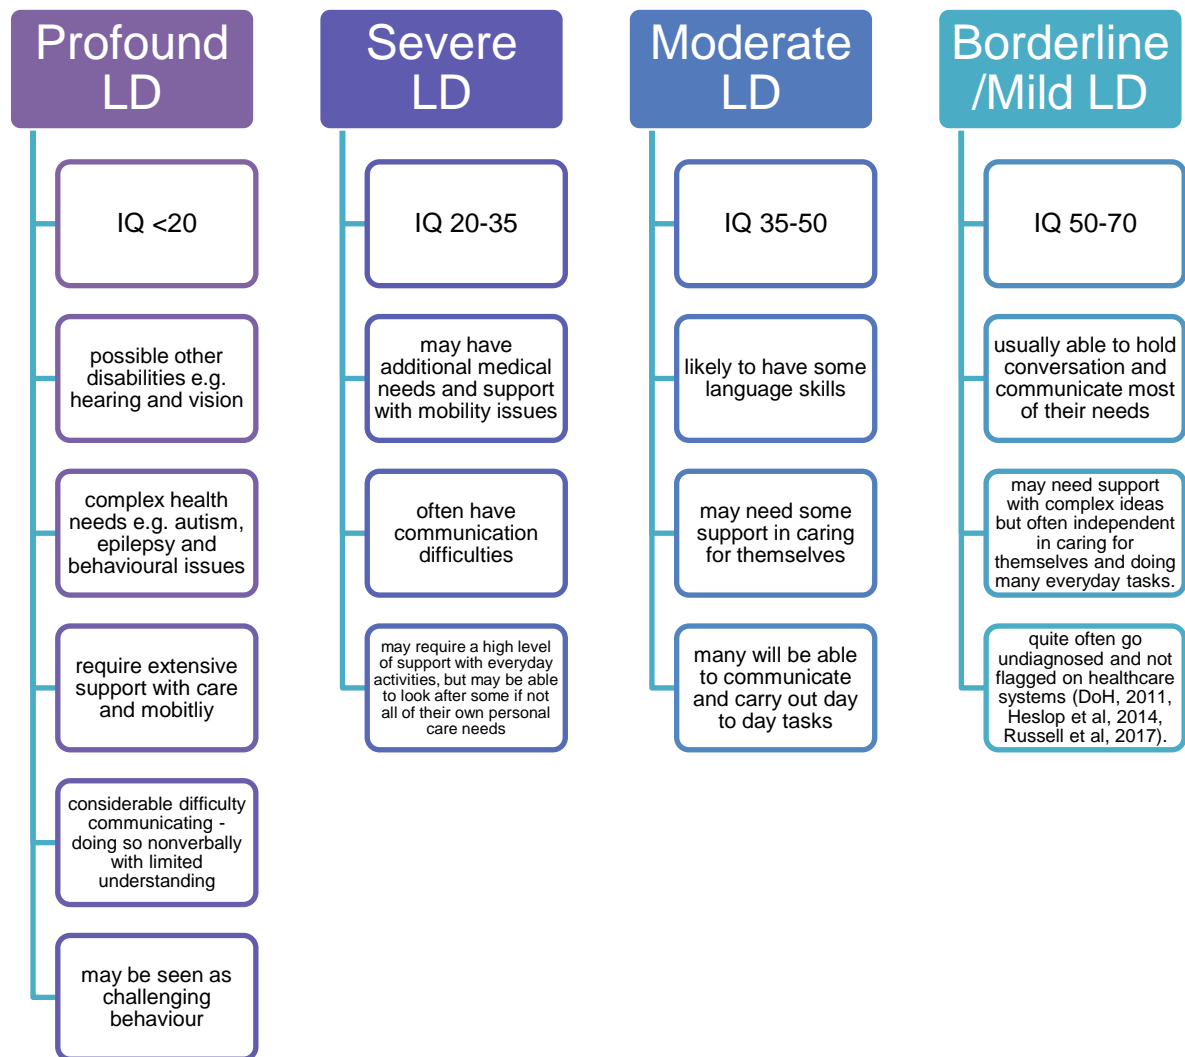 Profound
LD
IQ <20
possible other
disabilities e.g.
hearing and vision
complex health
needs e.g. autism,
epilepsy and
behavioural issues
require extensive
support with care
and mobitliy
considerable difficulty
communicating -
doing so nonverbally
with limited
understanding
may be seen as
challenging
behaviour
Severe
LD
IQ 20-35
may have
additional medical
needs and support
with mobility issues
often have
communication
difficulties
may require a high level
of support with everyday
activities, but may be able
to look after some if not
all of their own personal
care needs
Moderate
LD
IQ 35-50
likely to have some
language skills
may need some
support in caring
for themselves
many will be able
to communicate
and carry out day
to day tasks
Borderline
/Mild LD
IQ 50-70
usually able to hold
conversation and
communicate most
of their needs
may need support
with complex ideas
but often independent
in caring for
themselves and doing
many everyday tasks.
quite often go
undiagnosed and not
flagged on healthcare
systems (DoH, 2011,
Heslop et al, 2014,
Russell et al, 2017).